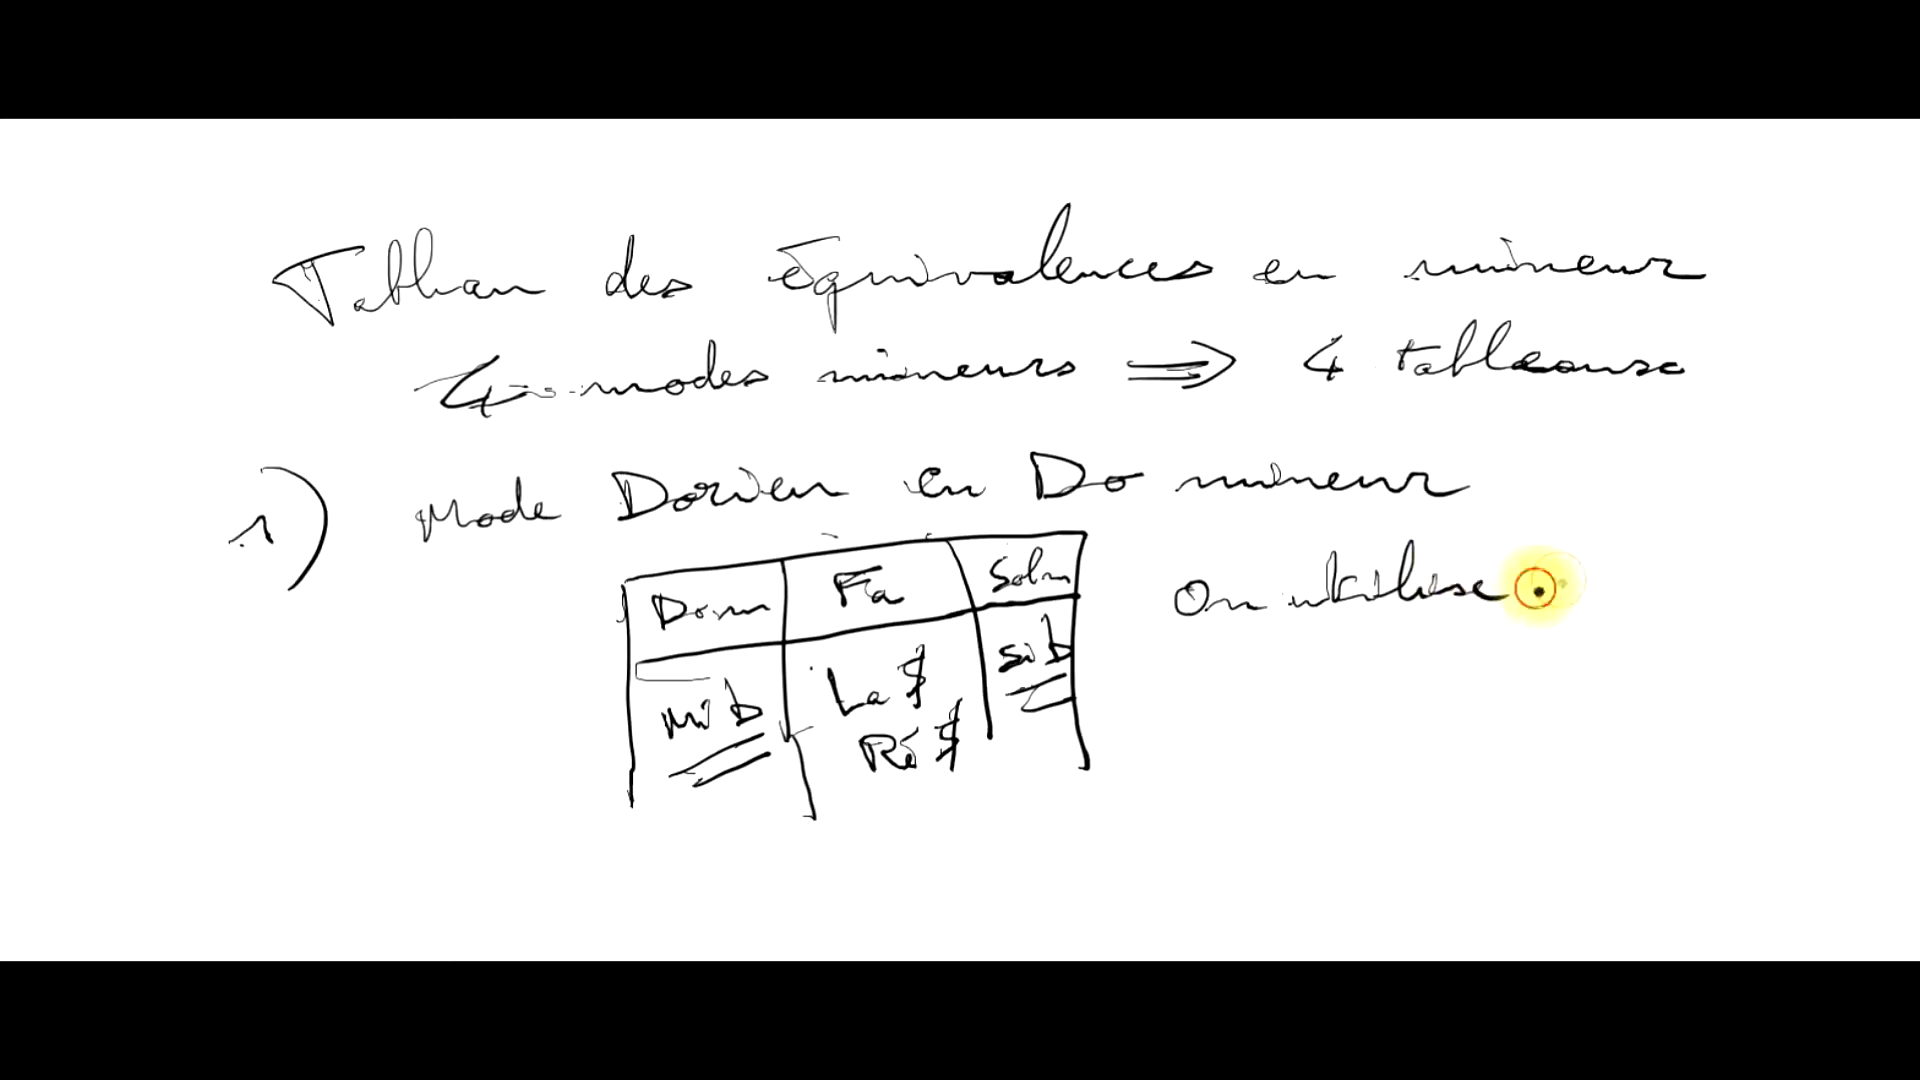 Tableau des équivalences en mineur
4 modes mineurs => 4 tableaux
1) Mode Dorien en Do mineur
Dom Fa Solm
On utilise
Mi b La $ Si b
Ré $